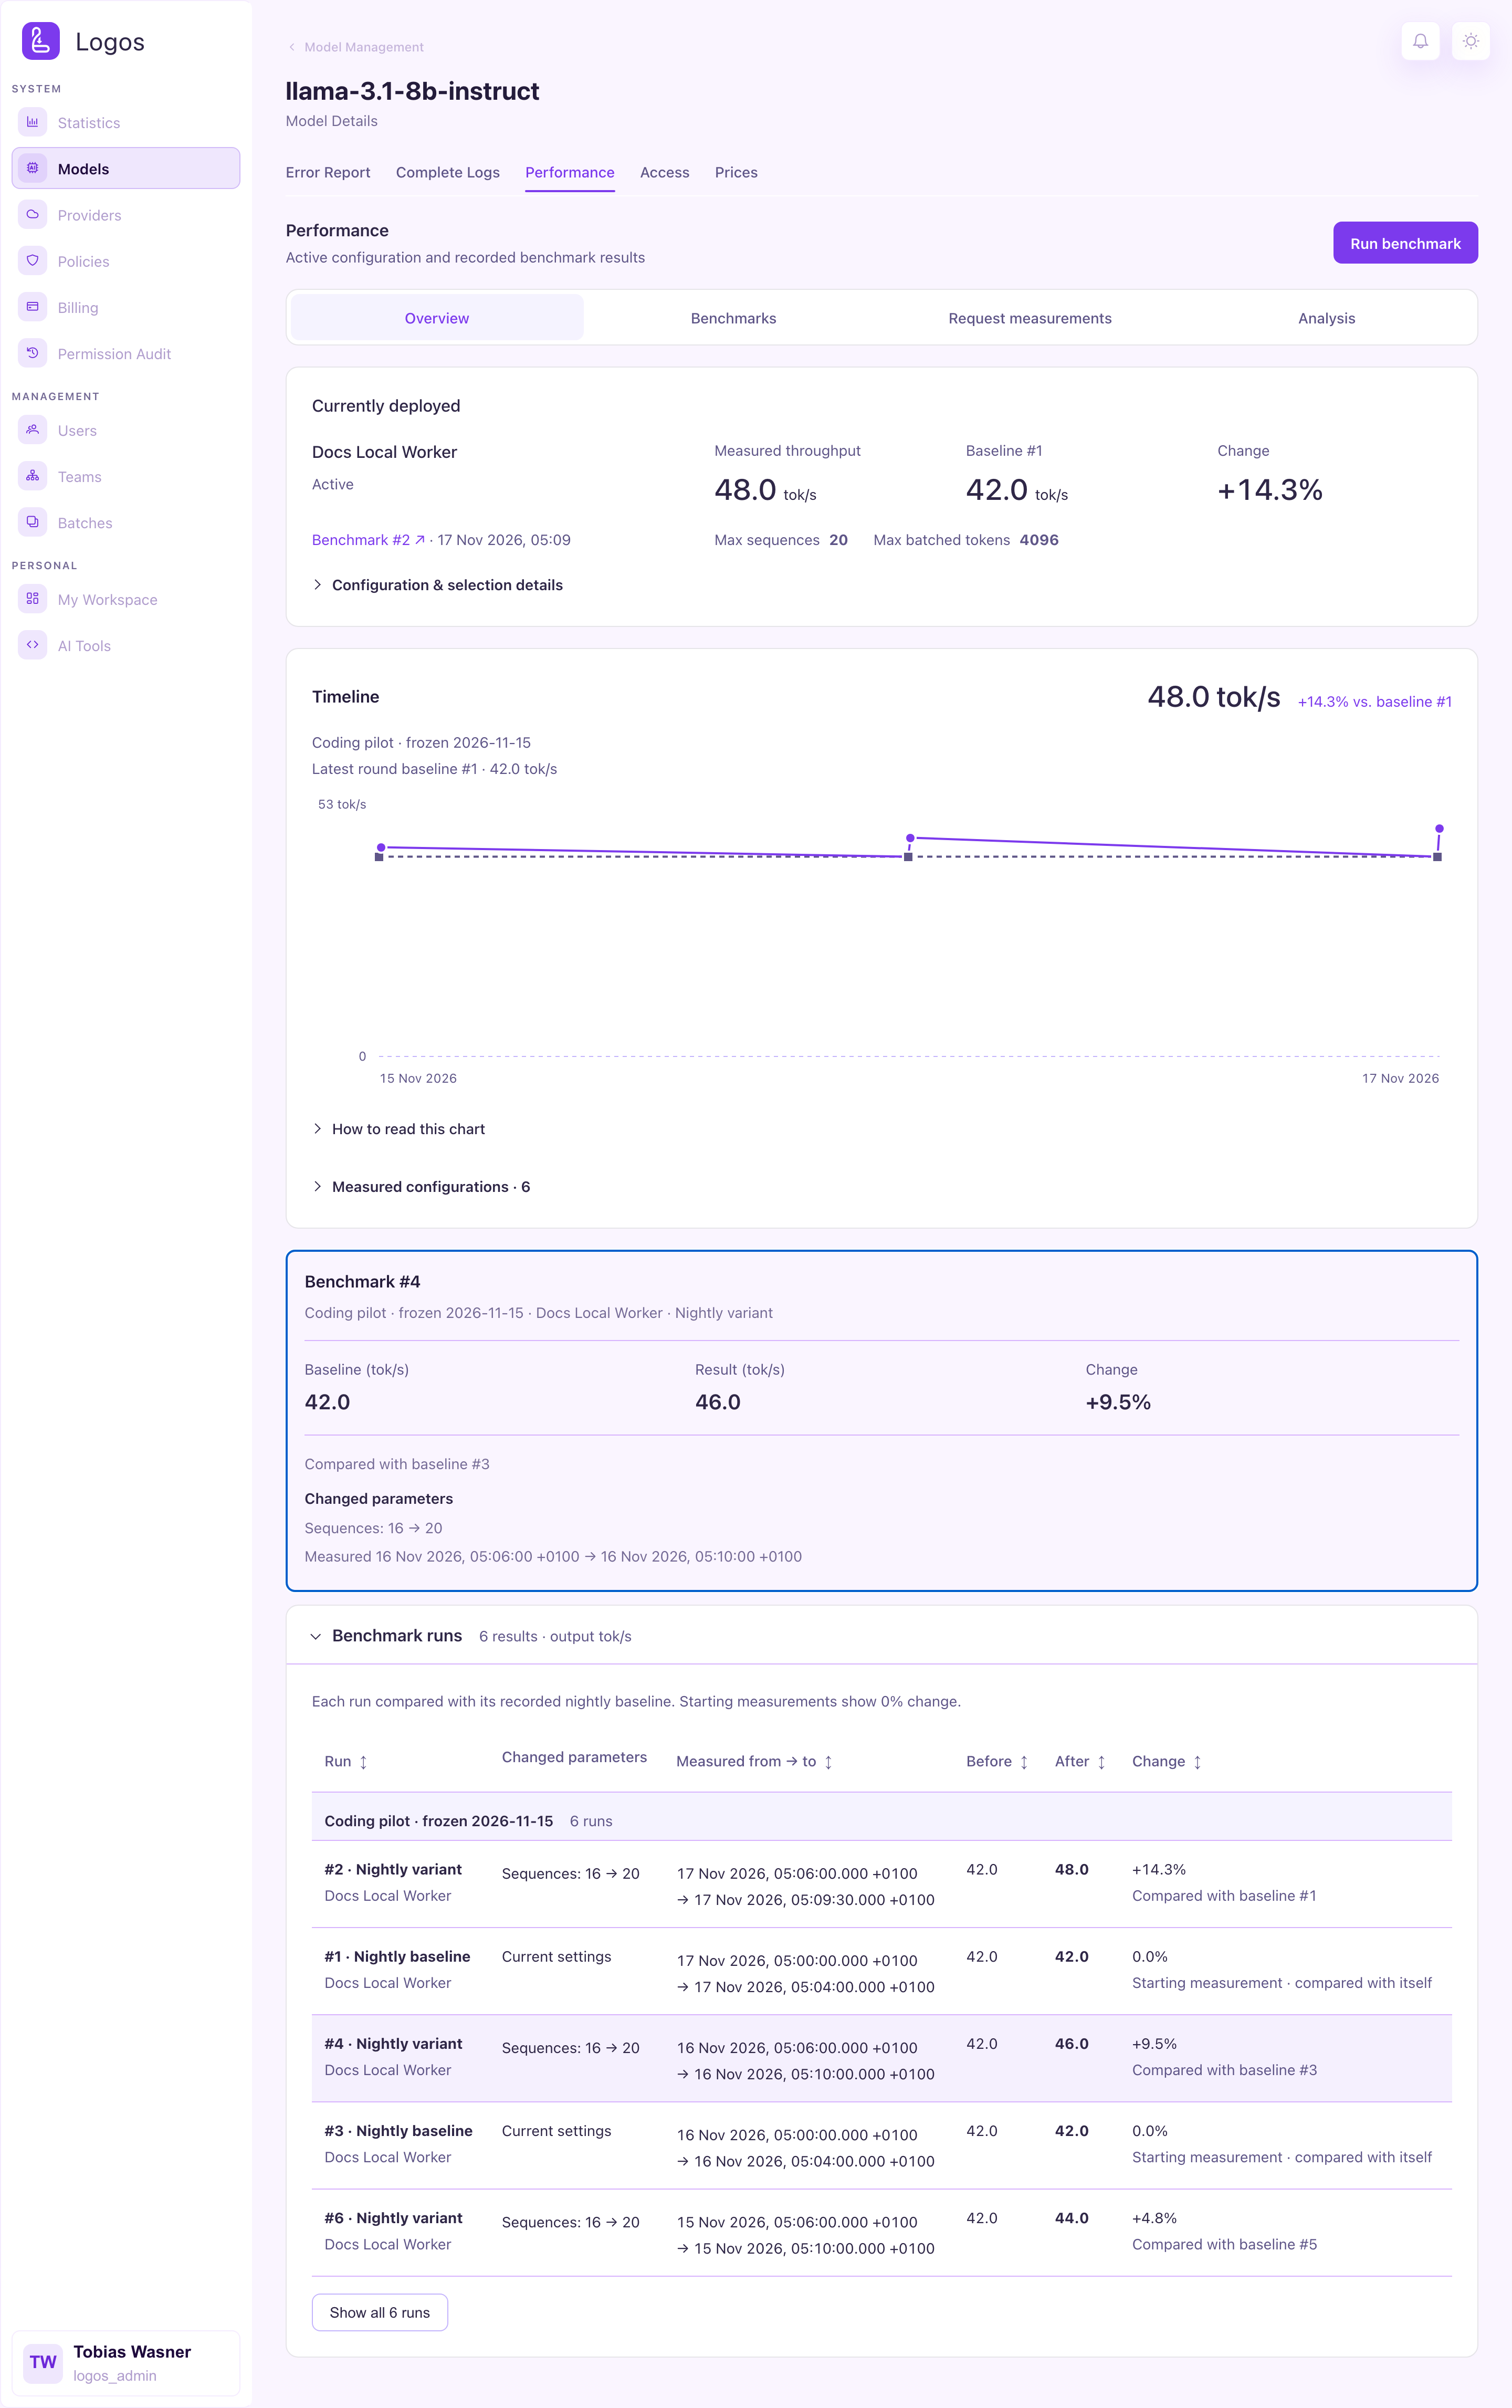 Logos
SYSTEM
Statistics
Models
Providers
Policies
Billing
Permission Audit
MANAGEMENT
Users
Teams
Batches
PERSONAL
My Workspace
AI Tools
TW
Tobias Wasner
logos_admin
Model Management
llama-3.1-8b-instruct
Model Details
Error Report Complete Logs Performance Access Prices
Performance
Active configuration and recorded benchmark results
Run benchmark
Overview Benchmarks Request measurements Analysis
Currently deployed
Docs Local Worker Measured throughput Baseline #1 Change
Active 48.0 tok/s 42.0 tok/s +14.3%
Benchmark #2 ↗ · 17 Nov 2026, 05:09 Max sequences 20 Max batched tokens 4096
Configuration & selection details
Timeline 48.0 tok/s +14.3% vs. baseline #1
Coding pilot · frozen 2026-11-15
Latest round baseline #1 · 42.0 tok/s
53 tok/s
0
15 Nov 2026 17 Nov 2026
How to read this chart
Measured configurations · 6
Benchmark #4
Coding pilot · frozen 2026-11-15 · Docs Local Worker · Nightly variant
Baseline (tok/s) Result (tok/s) Change
42.0 46.0 +9.5%
Compared with baseline #3
Changed parameters
Sequences: 16 → 20
Measured 16 Nov 2026, 05:06:00 +0100 → 16 Nov 2026, 05:10:00 +0100
Benchmark runs 6 results · output tok/s
Each run compared with its recorded nightly baseline. Starting measurements show 0% change.
Run ↕ Changed parameters Measured from → to ↕ Before ↕ After ↕ Change ↕
Coding pilot · frozen 2026-11-15 6 runs
#2 · Nightly variant Sequences: 16 → 20 17 Nov 2026, 05:06:00.000 +0100 42.0 48.0 +14.3%
Docs Local Worker → 17 Nov 2026, 05:09:30.000 +0100 Compared with baseline #1
#1 · Nightly baseline Current settings 17 Nov 2026, 05:00:00.000 +0100 42.0 42.0 0.0%
Docs Local Worker → 17 Nov 2026, 05:04:00.000 +0100 Starting measurement · compared with itself
#4 · Nightly variant Sequences: 16 → 20 16 Nov 2026, 05:06:00.000 +0100 42.0 46.0 +9.5%
Docs Local Worker → 16 Nov 2026, 05:10:00.000 +0100 Compared with baseline #3
#3 · Nightly baseline Current settings 16 Nov 2026, 05:00:00.000 +0100 42.0 42.0 0.0%
Docs Local Worker → 16 Nov 2026, 05:04:00.000 +0100 Starting measurement · compared with itself
#6 · Nightly variant Sequences: 16 → 20 15 Nov 2026, 05:06:00.000 +0100 42.0 44.0 +4.8%
Docs Local Worker → 15 Nov 2026, 05:10:00.000 +0100 Compared with baseline #5
Show all 6 runs